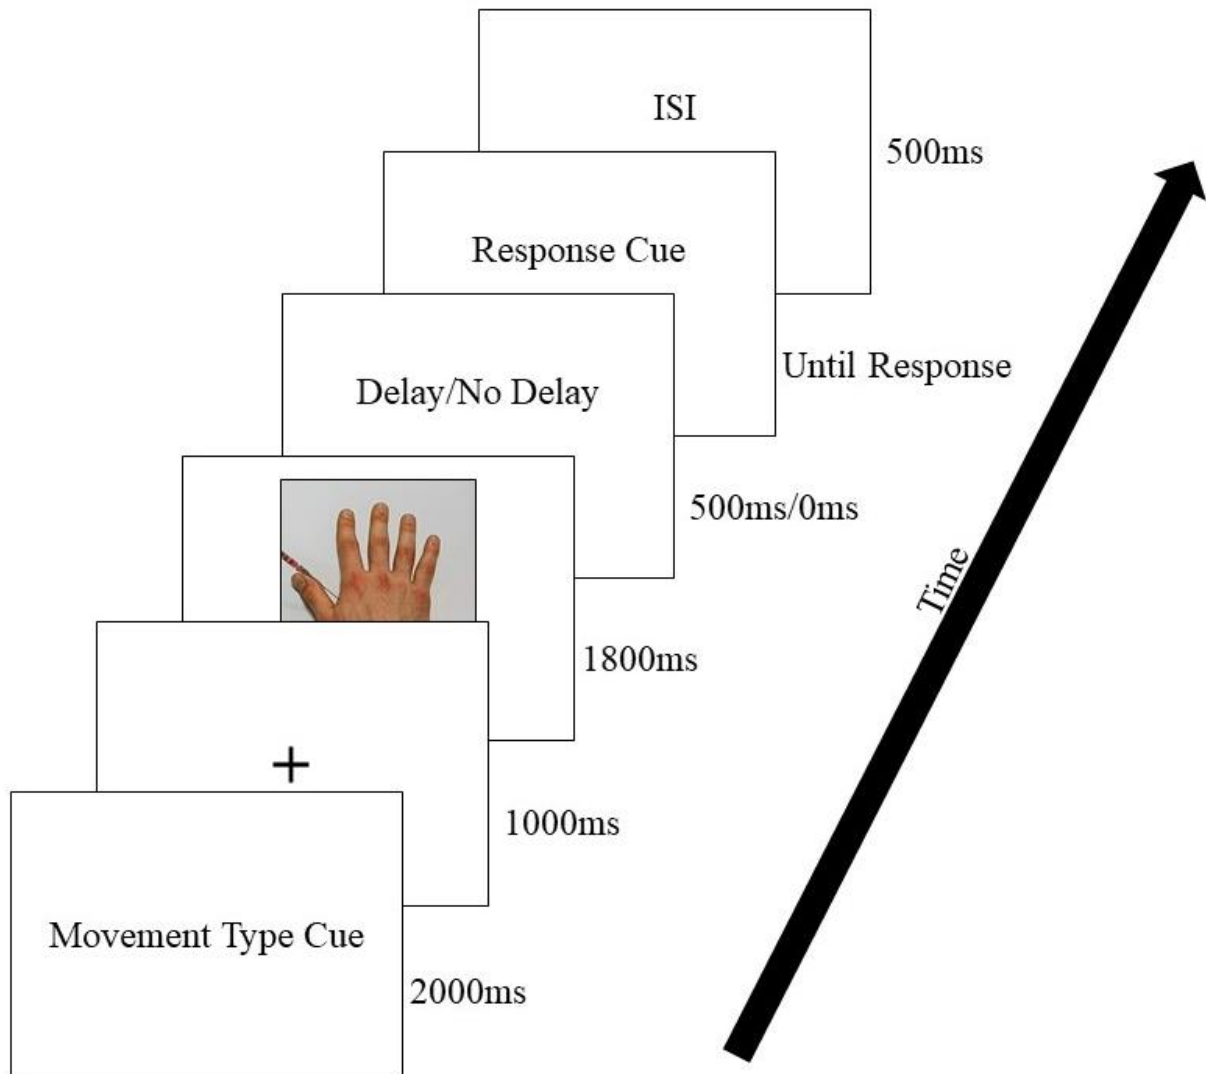 ISI
500ms
Response Cue
Until Response
Delay/No Delay
500ms/0ms
1800ms
+
1000ms
Movement Type Cue
2000ms
Time